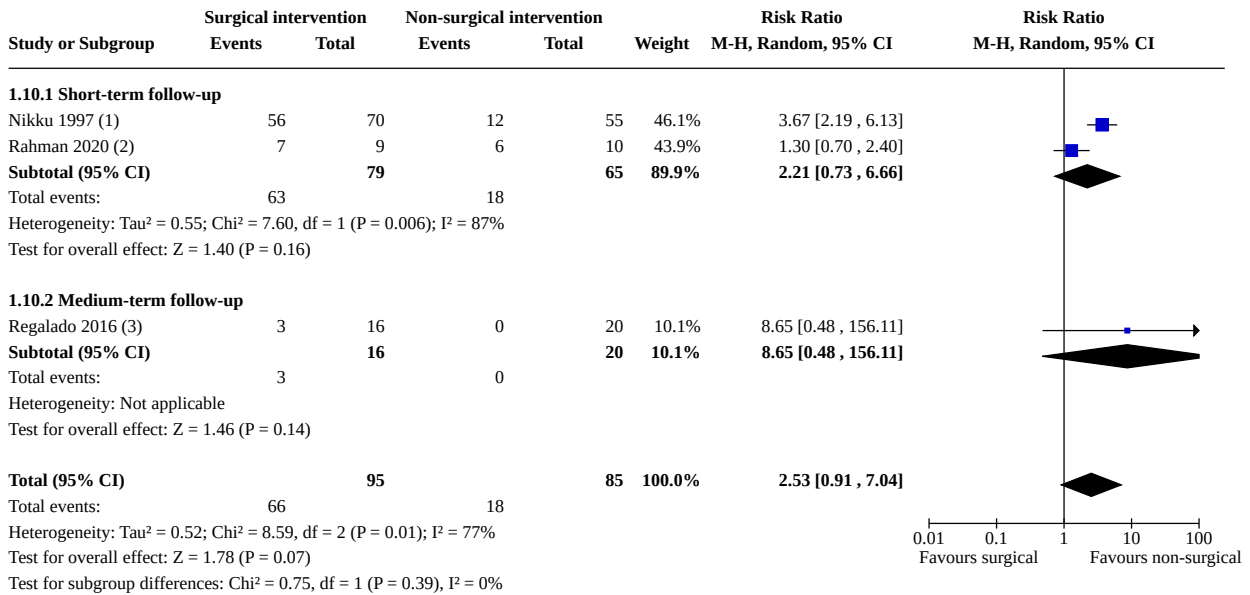 Surgical intervention Non-surgical intervention Risk Ratio Risk Ratio
Study or Subgroup Events Total Events Total Weight M-H, Random, 95% CI M-H, Random, 95% CI
1.10.1 Short-term follow-up
Nikku 1997 (1) 56 70 12 55 46.1% 3.67 [2.19 , 6.13]
Rahman 2020 (2) 7 9 6 10 43.9% 1.30 [0.70 , 2.40]
Subtotal (95% CI) 79 65 89.9% 2.21 [0.73 , 6.66]
Total events: 63 18
Heterogeneity: Tau² = 0.55; Chi² = 7.60, df = 1 (P = 0.006); I² = 87%
Test for overall effect: Z = 1.40 (P = 0.16)
1.10.2 Medium-term follow-up
Regalado 2016 (3) 3 16 0 20 10.1% 8.65 [0.48 , 156.11]
Subtotal (95% CI) 16 20 10.1% 8.65 [0.48 , 156.11]
Total events: 3 0
Heterogeneity: Not applicable
Test for overall effect: Z = 1.46 (P = 0.14)
Total (95% CI) 95 85 100.0% 2.53 [0.91 , 7.04]
Total events: 66 18
Heterogeneity: Tau² = 0.52; Chi² = 8.59, df = 2 (P = 0.01); I² = 77%
Test for overall effect: Z = 1.78 (P = 0.07)
Test for subgroup differences: Chi² = 0.75, df = 1 (P = 0.39), I² = 0%
0.01 0.1 1 10 100
Favours surgical Favours non-surgical